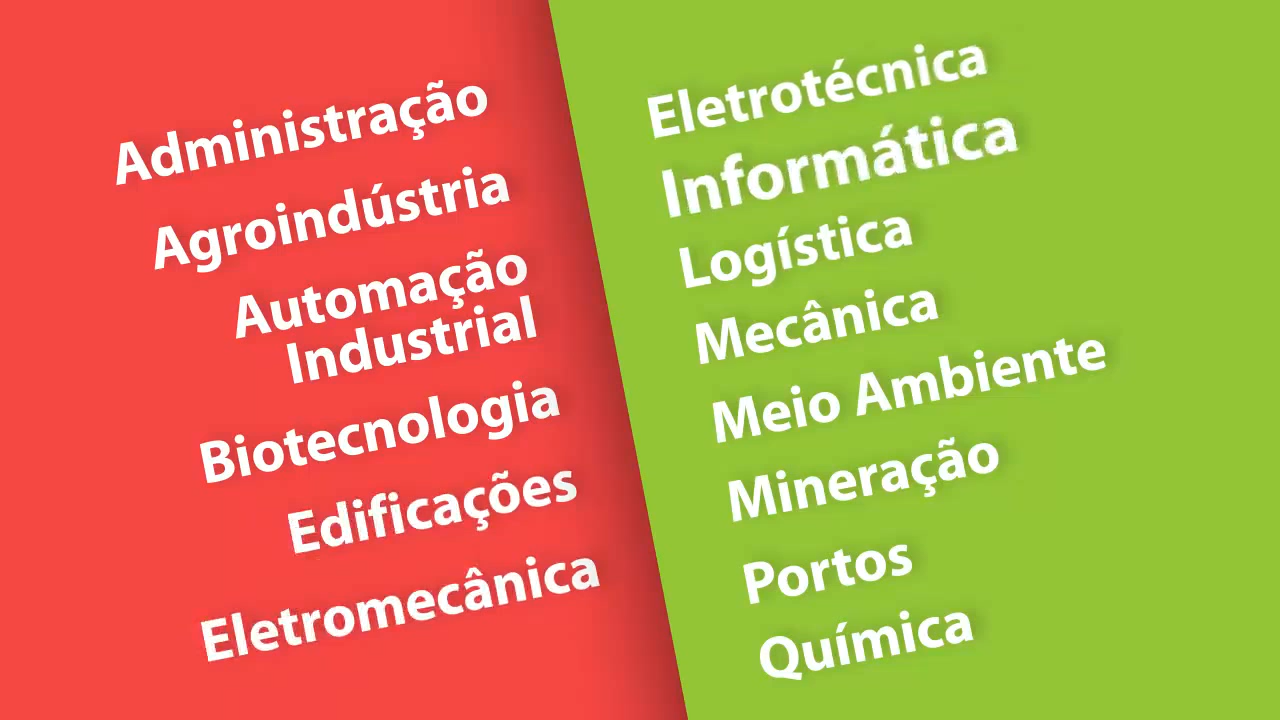 Administração
Agroindústria
Automação
Industrial
Biotecnologia
Edificações
Eletromecânica
Eletrotécnica
Informática
Logística
Mecânica
Meio Ambiente
Mineração
Portos
Química